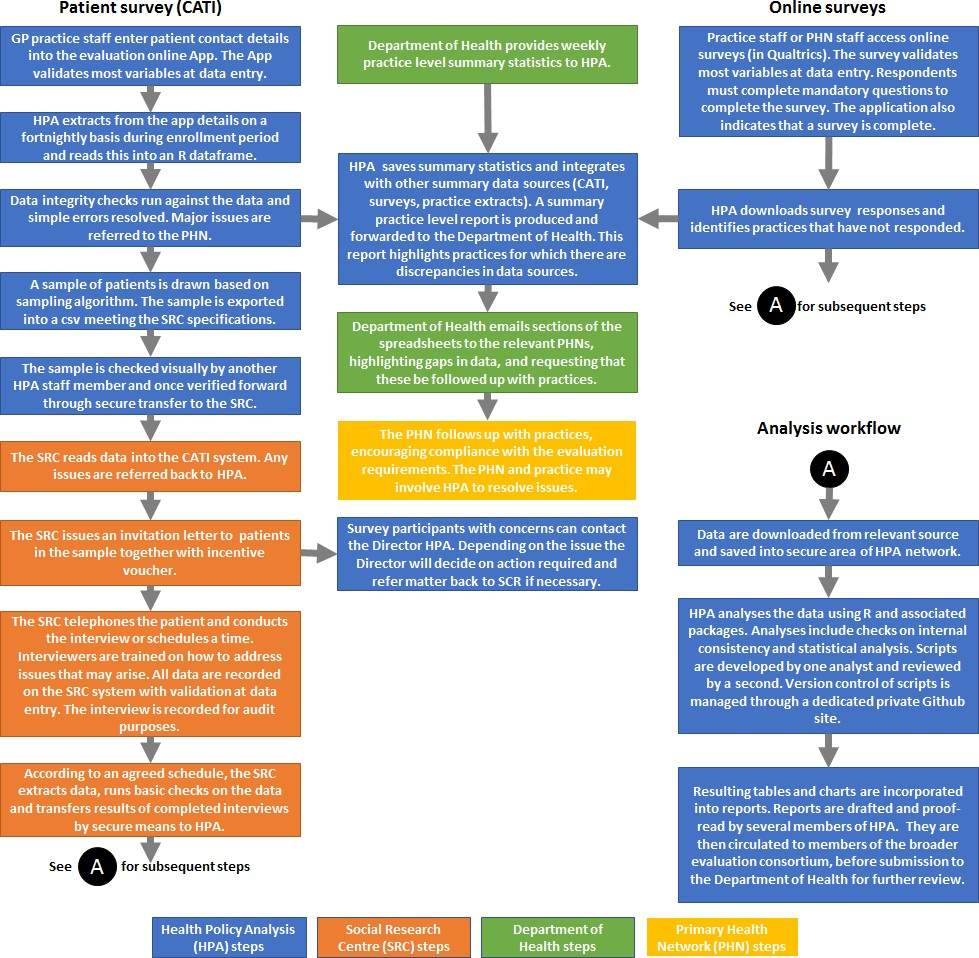 Patient survey (CATI)
GP practice staff enter patient contact details
into the evaluation online App. The App
validates most variables at data entry.
HPA extracts from the app details on a
fortnightly basis during enrollment period
and reads this into an R dataframe.
Data integrity checks run against the data and
simple errors resolved. Major issues are
referred to the PHN.
A sample of patients is drawn based on
sampling algorithm. The sample is exported
into a csv meeting the SRC specifications.
The sample is checked visually by another
HPA staff member and once verified forward
through secure transfer to the SRC.
The SRC reads data into the CATI system. Any
issues are referred back to HPA.
The SRC issues an invitation letter to patients
in the sample together with incentive
voucher.
The SRC telephones the patient and conducts
the interview or schedules a time.
Interviewers are trained on how to address
issues that may arise. All data are recorded
on the SRC system with validation at data
entry. The interview is recorded for audit
purposes.
According to an agreed schedule, the SRC
extracts data, runs basic checks on the data
and transfers results of completed interviews
by secure means to HPA.
See A for subsequent steps
Department of Health provides weekly
practice level summary statistics to HPA.
HPA saves summary statistics and integrates
with other summary data sources (CATI,
surveys, practice extracts). A summary
practice level report is produced and
forwarded to the Department of Health. This
report highlights practices for which there are
discrepancies in data sources.
Department of Health emails sections of the
spreadsheets to the relevant PHNs,
highlighting gaps in data, and requesting that
these be followed up with practices.
The PHN follows up with practices,
encouraging compliance with the evaluation
requirements. The PHN and practice may
involve HPA to resolve issues.
Survey participants with concerns can contact
the Director HPA. Depending on the issue the
Director will decide on action required and
refer matter back to SCR if necessary.
Online surveys
Practice staff or PHN staff access online
surveys (in Qualtrics). The survey validates
most variables at data entry. Respondents
must complete mandatory questions to
complete the survey. The application also
indicates that a survey is complete.
HPA downloads survey responses and
identifies practices that have not responded.
See A for subsequent steps
Analysis workflow
A
Data are downloaded from relevant source
and saved into secure area of HPA network.
HPA analyses the data using R and associated
packages. Analyses include checks on internal
consistency and statistical analysis. Scripts
are developed by one analyst and reviewed
by a second. Version control of scripts is
managed through a dedicated private Github
site.
Resulting tables and charts are incorporated
into reports. Reports are drafted and proof-
read by several members of HPA. They are
then circulated to members of the broader
evaluation consortium, before submission to
the Department of Health for further review.
Health Policy Analysis
(HPA) steps
Social Research
Centre (SRC) steps
Department of
Health steps
Primary Health
Network (PHN) steps